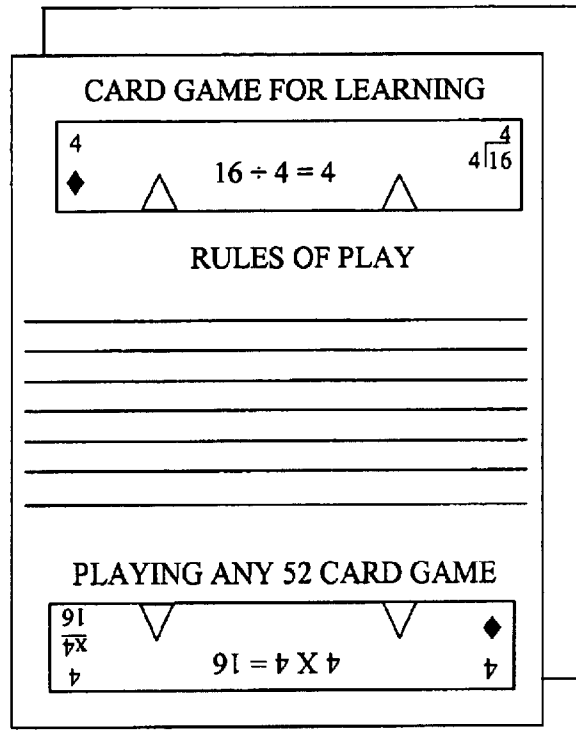 CARD GAME FOR LEARNING
4
4
16 ÷ 4 = 4
4 16
RULES OF PLAY
PLAYING ANY 52 CARD GAME
4
4 X 4 = 16
4
X4
16